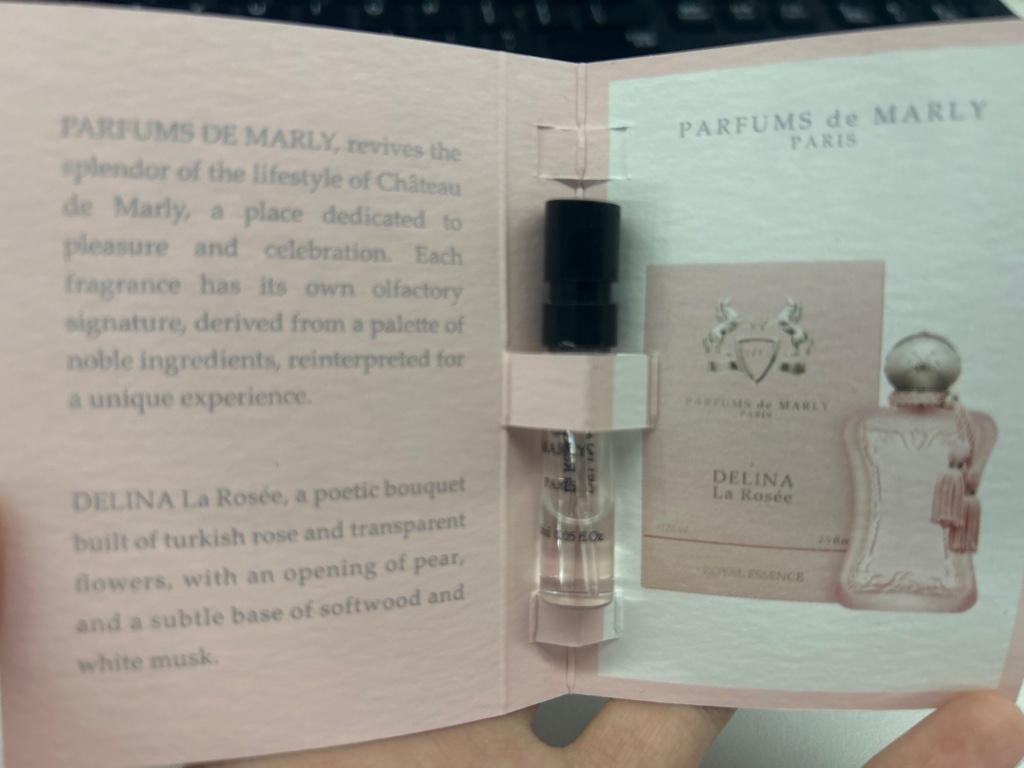 PARFUMS DE MARLY, revives the
splendor of the lifestyle of Château
de Marly, a place dedicated to
pleasure and celebration. Each
fragrance has its own olfactory
signature, derived from a palette of
noble ingredients, reinterpreted for
a unique experience.
DELINA La Rosée, a poetic bouquet
built of turkish rose and transparent
flowers, with an opening of pear,
and a subtle base of softwood and
white musk.
PARFUMS de MARLY
PARIS
PARFUMS de MARLY
PARIS
DELINA
La Rosée
ROYAL ESSENCE